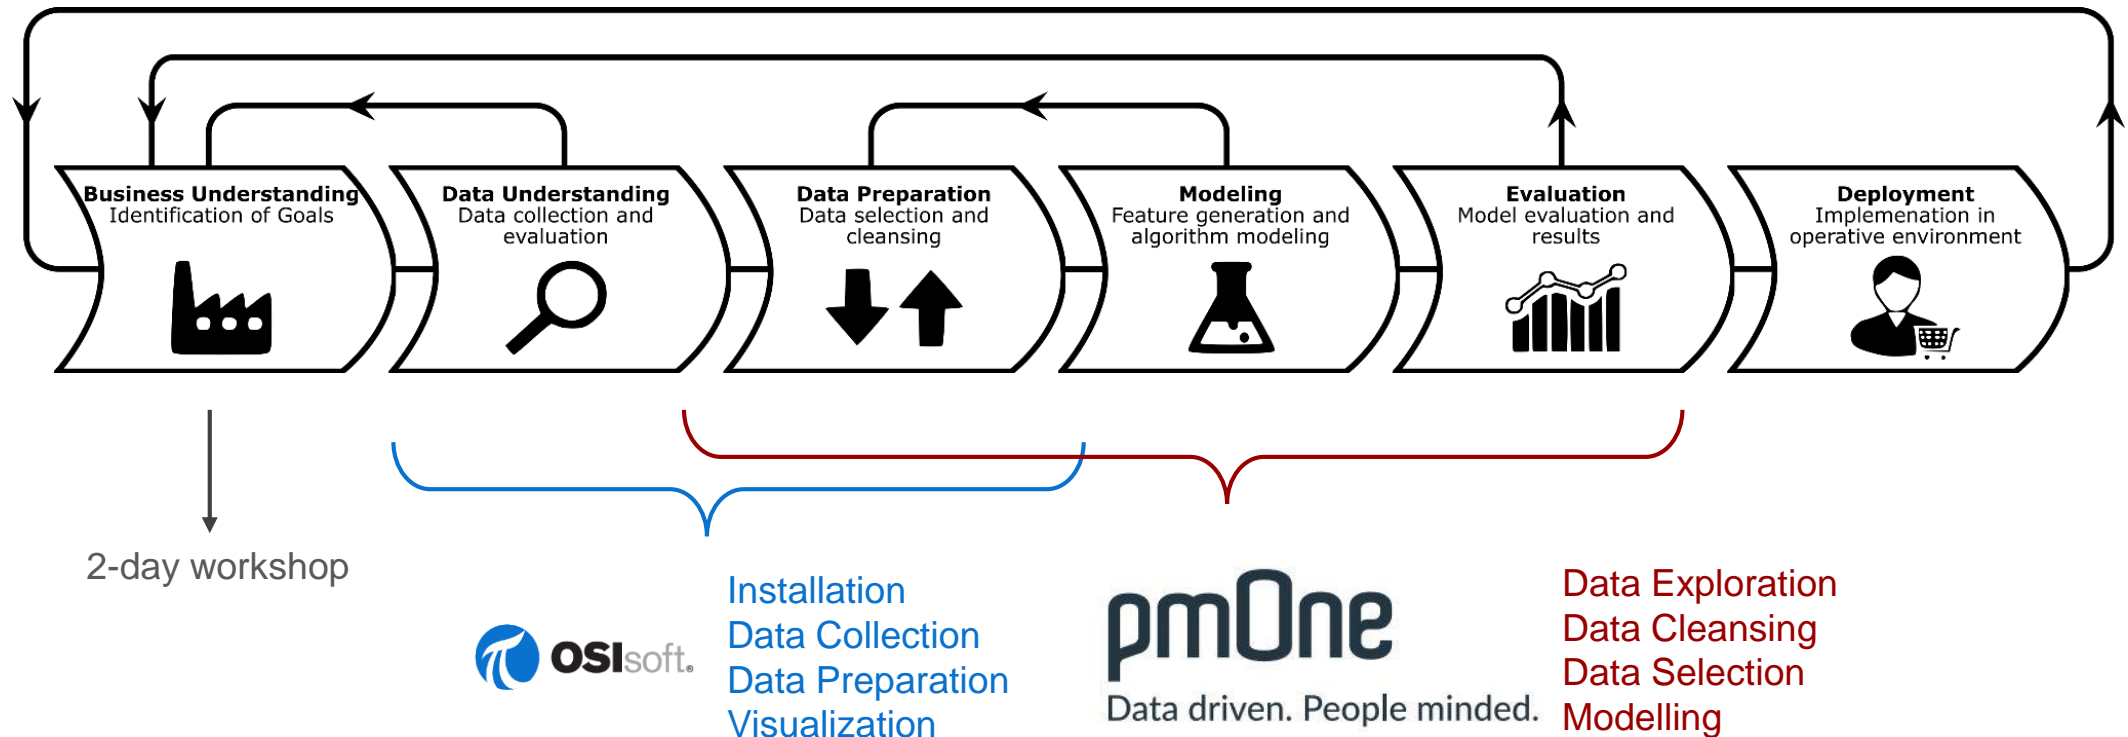 Business Understanding
Identification of Goals
Data Understanding
Data collection and
evaluation
Data Preparation
Data selection and
cleansing
Modeling
Feature generation and
algorithm modeling
Evaluation
Model evaluation and
results
Deployment
Implemenation in
operative environment
2-day workshop
OSIsoft.
Installation
Data Collection
Data Preparation
Visualization
pmOne
Data driven. People minded.
Data Exploration
Data Cleansing
Data Selection
Modelling